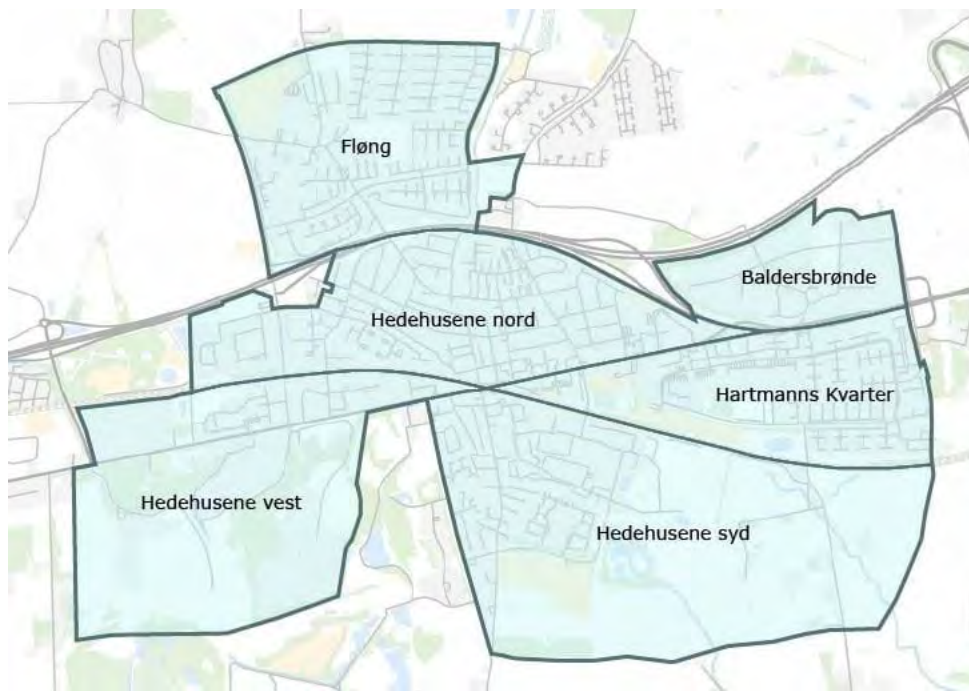 Fløng
Baldersbrønde
Hedehusene nord
Hartmanns Kvarter
Hedehusene vest
Hedehusene syd